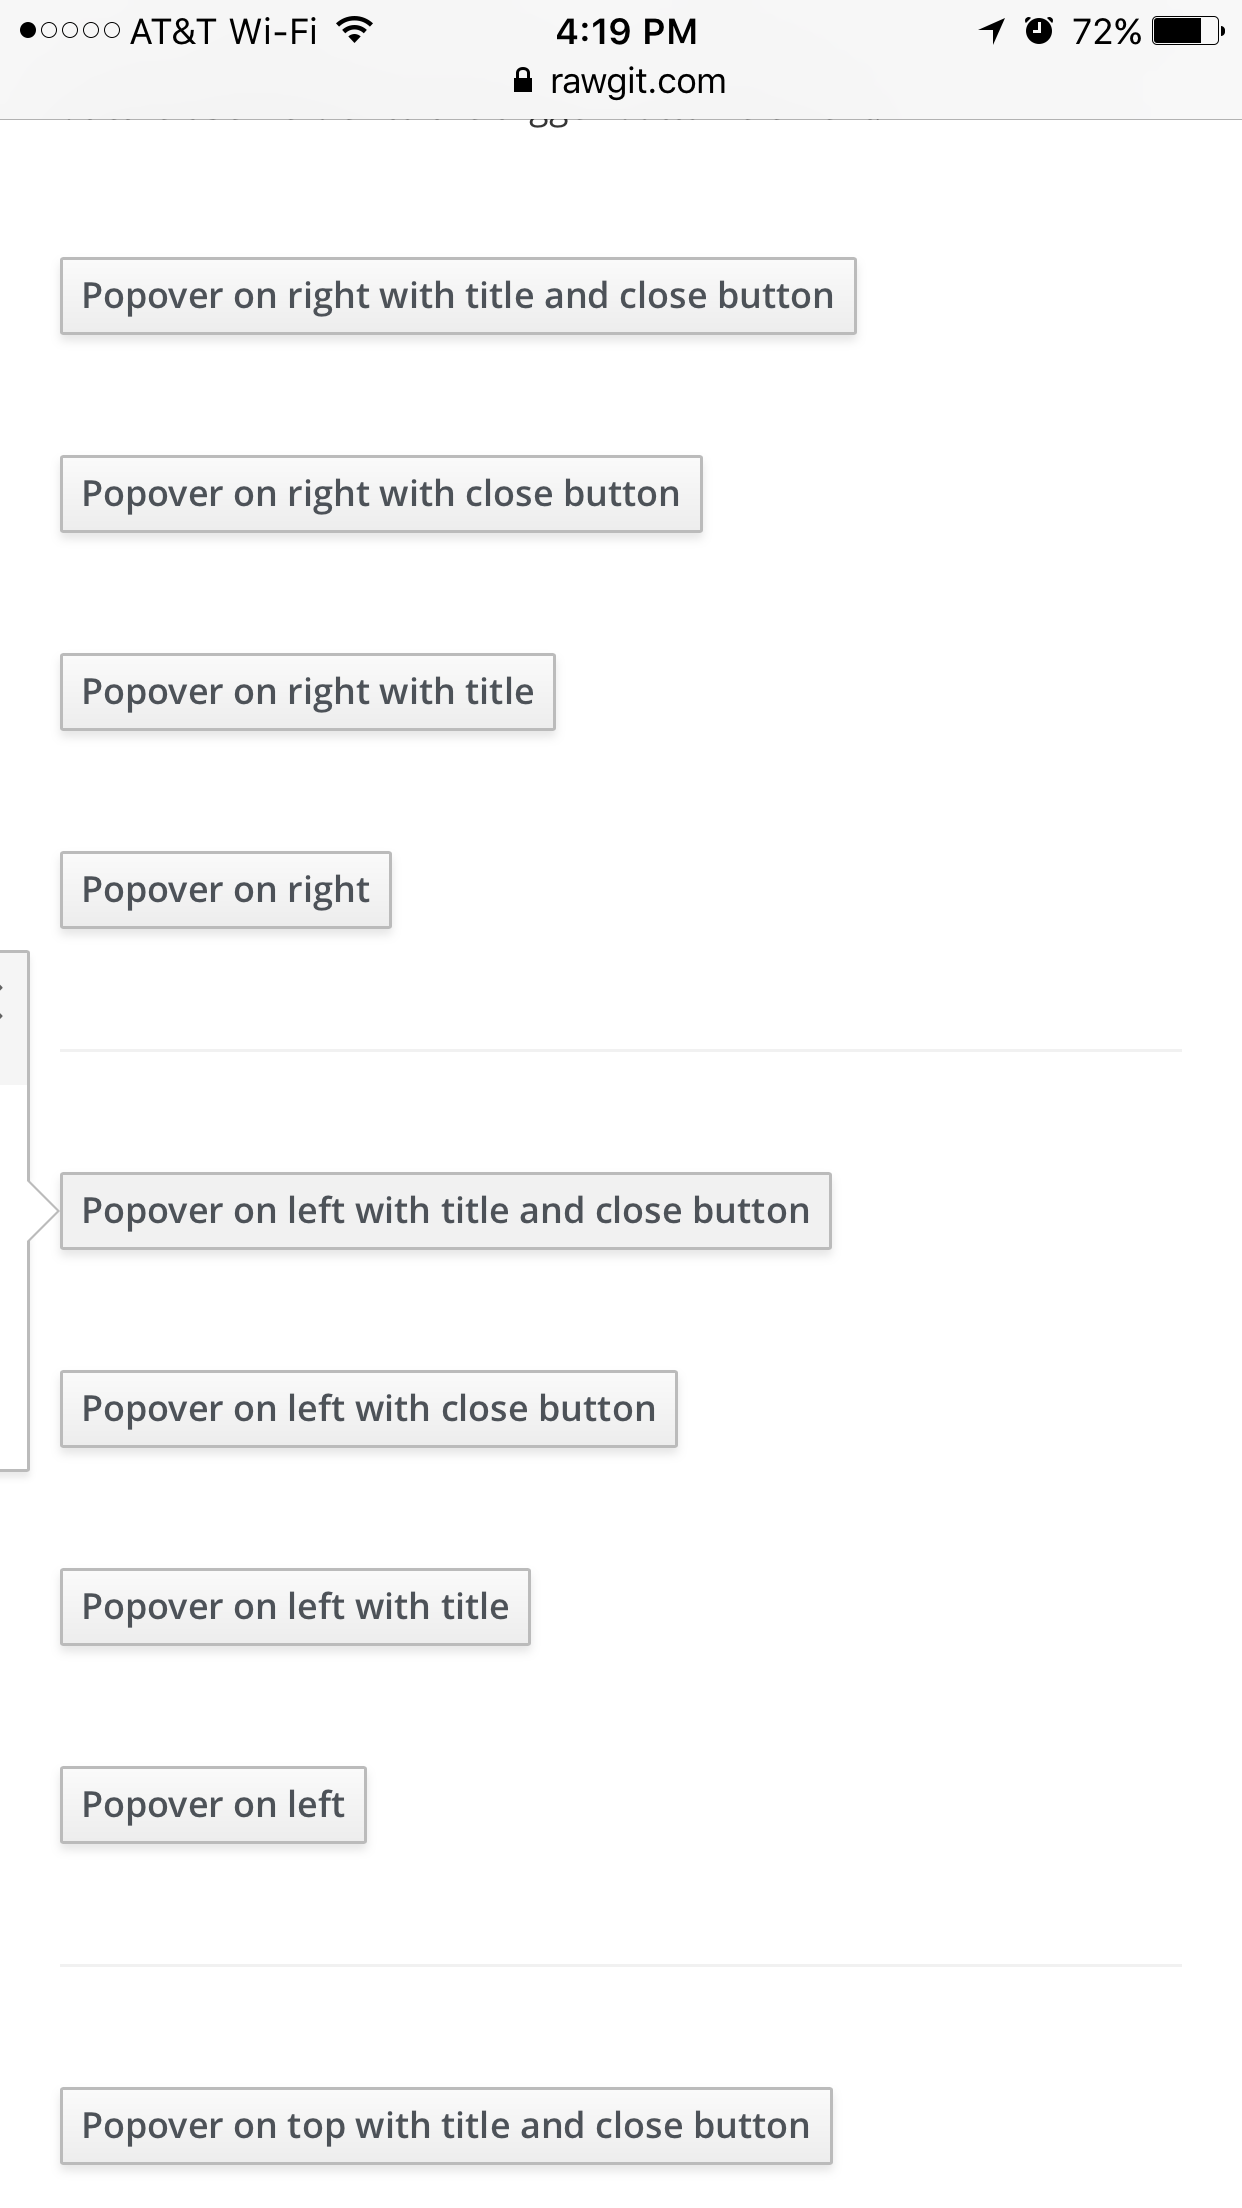 AT&T Wi-Fi 4:19 PM 72%
rawgit.com
Popover on right with title and close button
Popover on right with close button
Popover on right with title
Popover on right
Popover on left with title and close button
Popover on left with close button
Popover on left with title
Popover on left
Popover on top with title and close button